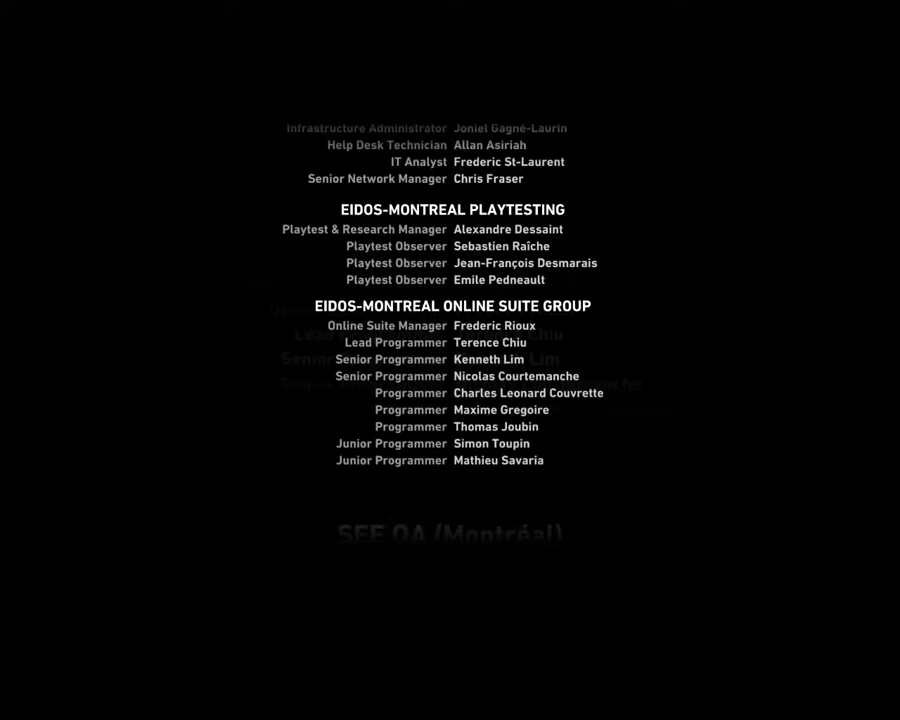 Infrastructure Administrator Joniel Gagné-Laurin
Help Desk Technician Allan Asiriah
IT Analyst Frederic St-Laurent
Senior Network Manager Chris Fraser
EIDOS-MONTREAL PLAYTESTING
Playtest & Research Manager Alexandre Dessaint
Playtest Observer Sebastien Raîche
Playtest Observer Jean-François Desmarais
Playtest Observer Emile Pedneault
EIDOS-MONTREAL ONLINE SUITE GROUP
Online Suite Manager Frederic Rioux
Lead Programmer Terence Chiu
Senior Programmer Kenneth Lim
Senior Programmer Nicolas Courtemanche
Programmer Charles Leonard Couvrette
Programmer Maxime Gregoire
Programmer Thomas Joubin
Junior Programmer Simon Toupin
Junior Programmer Mathieu Savaria
SEE QA (Montréal)